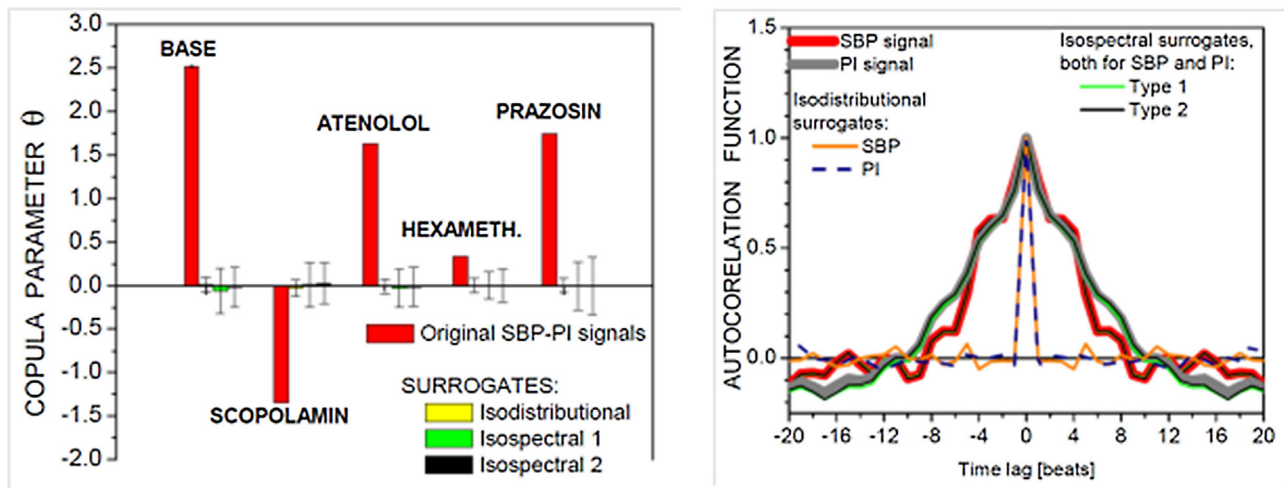 3.0
2.5
2.0
1.5
1.0
0.5
0.0
-0.5
-1.0
-1.5
-2.0
COPULA PARAMETER θ
BASE
SCOPOLAMIN
ATENOLOL
HEXAMETH.
PRAZOSIN
Original SBP-PI signals
SURROGATES:
Isodistributional
Isospectral 1
Isospectral 2
1.5
1.0
0.5
0.0
AUTOCORELATION FUNCTION
SBP signal
PI signal
Isodistributional
surrogates:
SBP
PI
Isospectral surrogates,
both for SBP and PI:
Type 1
Type 2
-20 -16 -12 -8 -4 0 4 8 12 16 20
Time lag [beats]